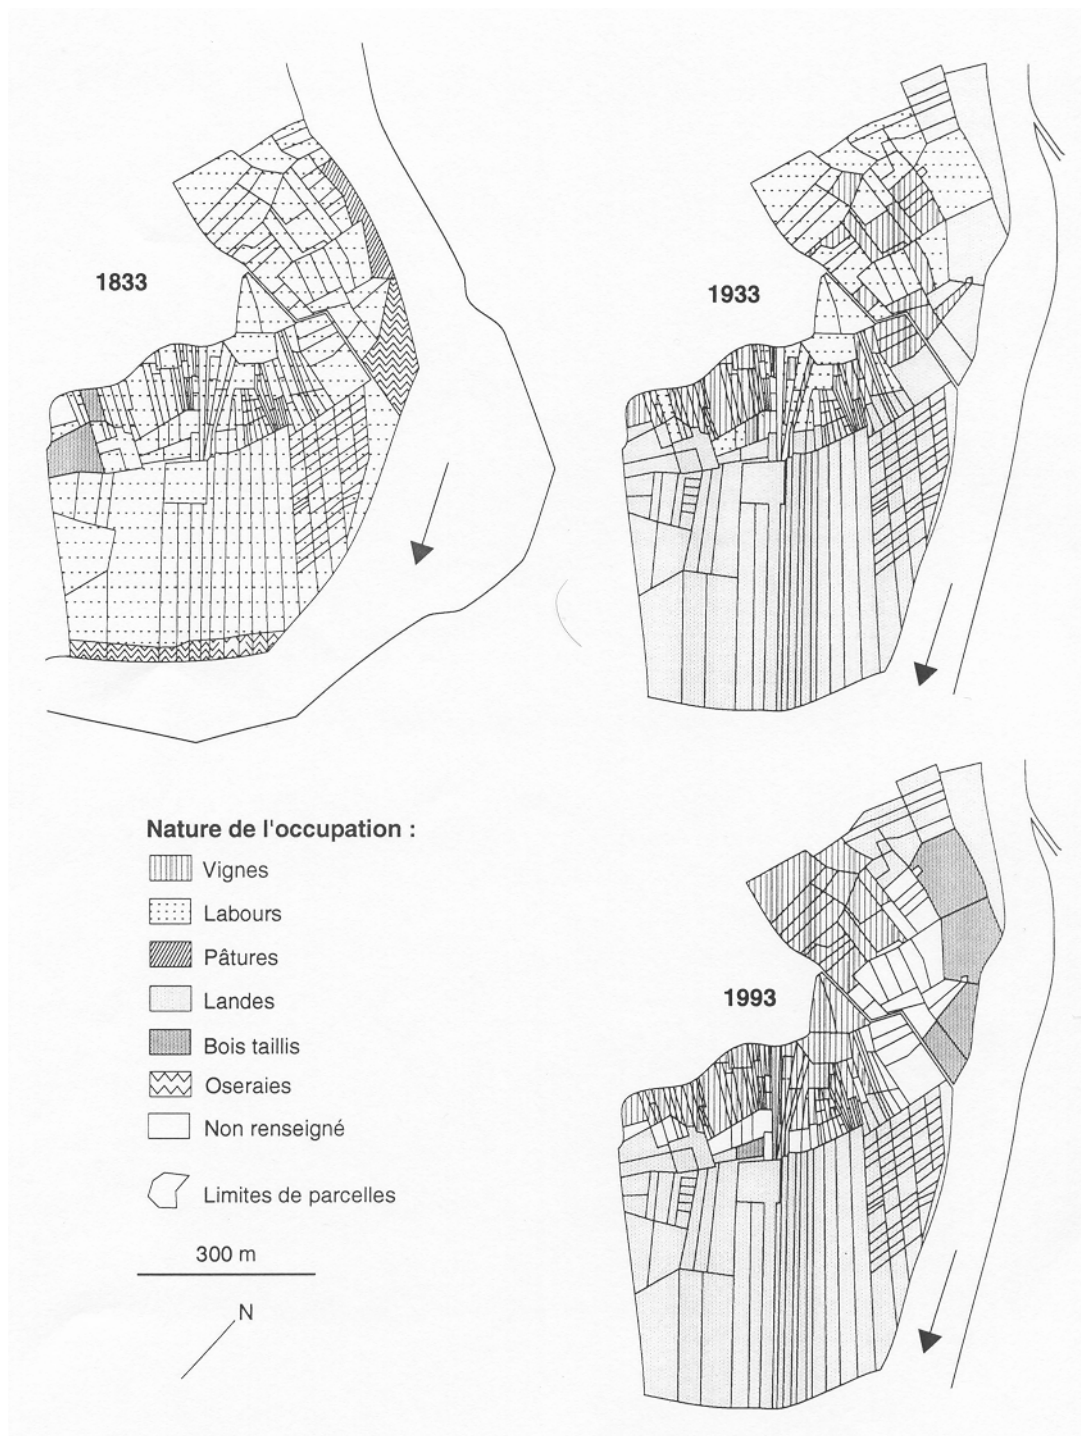 1833
1933
1993
Nature de l'occupation :
Vignes
Labours
Pâtures
Landes
Bois taillis
Oseraies
Non renseigné
Limites de parcelles
300 m
N